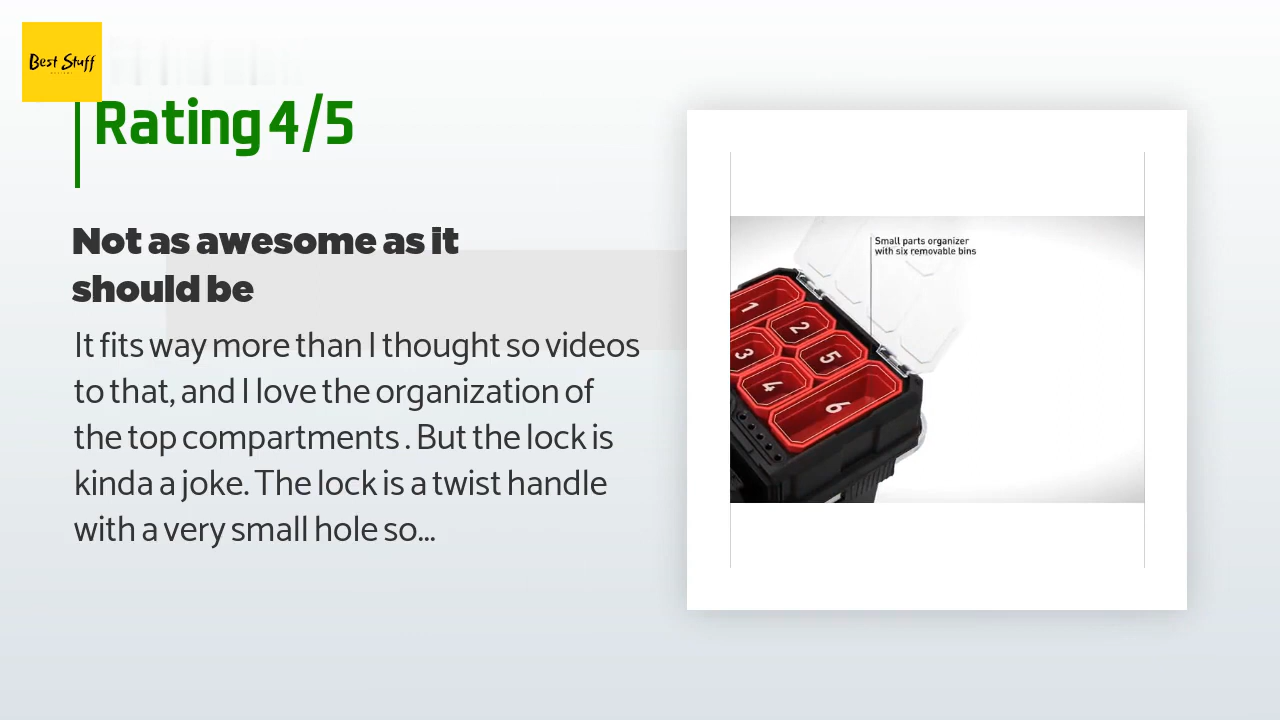 Best Stuff
Rating 4/5
Not as awesome as it
should be
It fits way more than I thought so videos
to that, and I love the organization of
the top compartments . But the lock is
kinda a joke. The lock is a twist handle
with a very small hole so...
Small parts organizer
with six removable bins
1
2
3
5
4
6